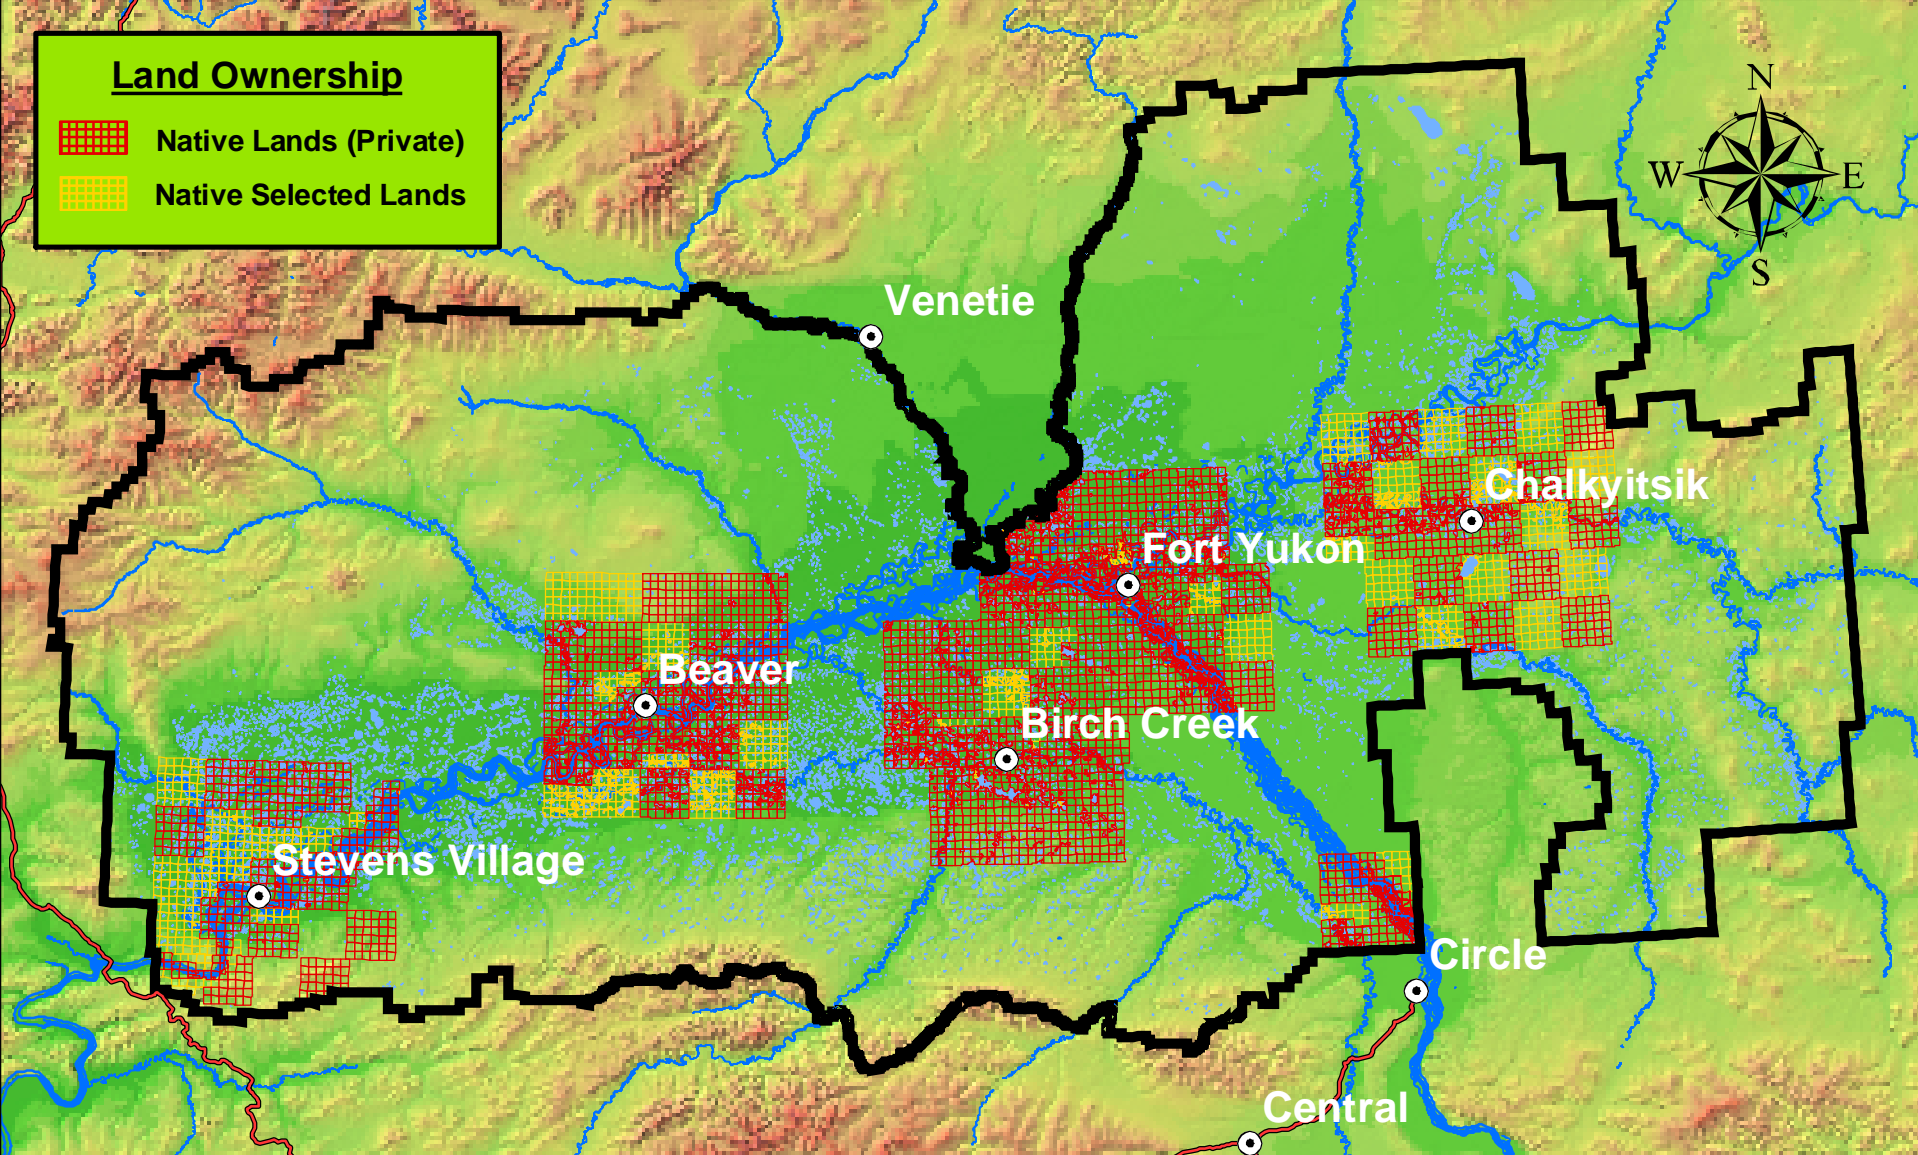 Land Ownership
Native Lands (Private)
Native Selected Lands
N
W
E
S
Venetie
Chalkyitsik
Fort Yukon
Beaver
Birch Creek
Stevens Village
Circle
Central